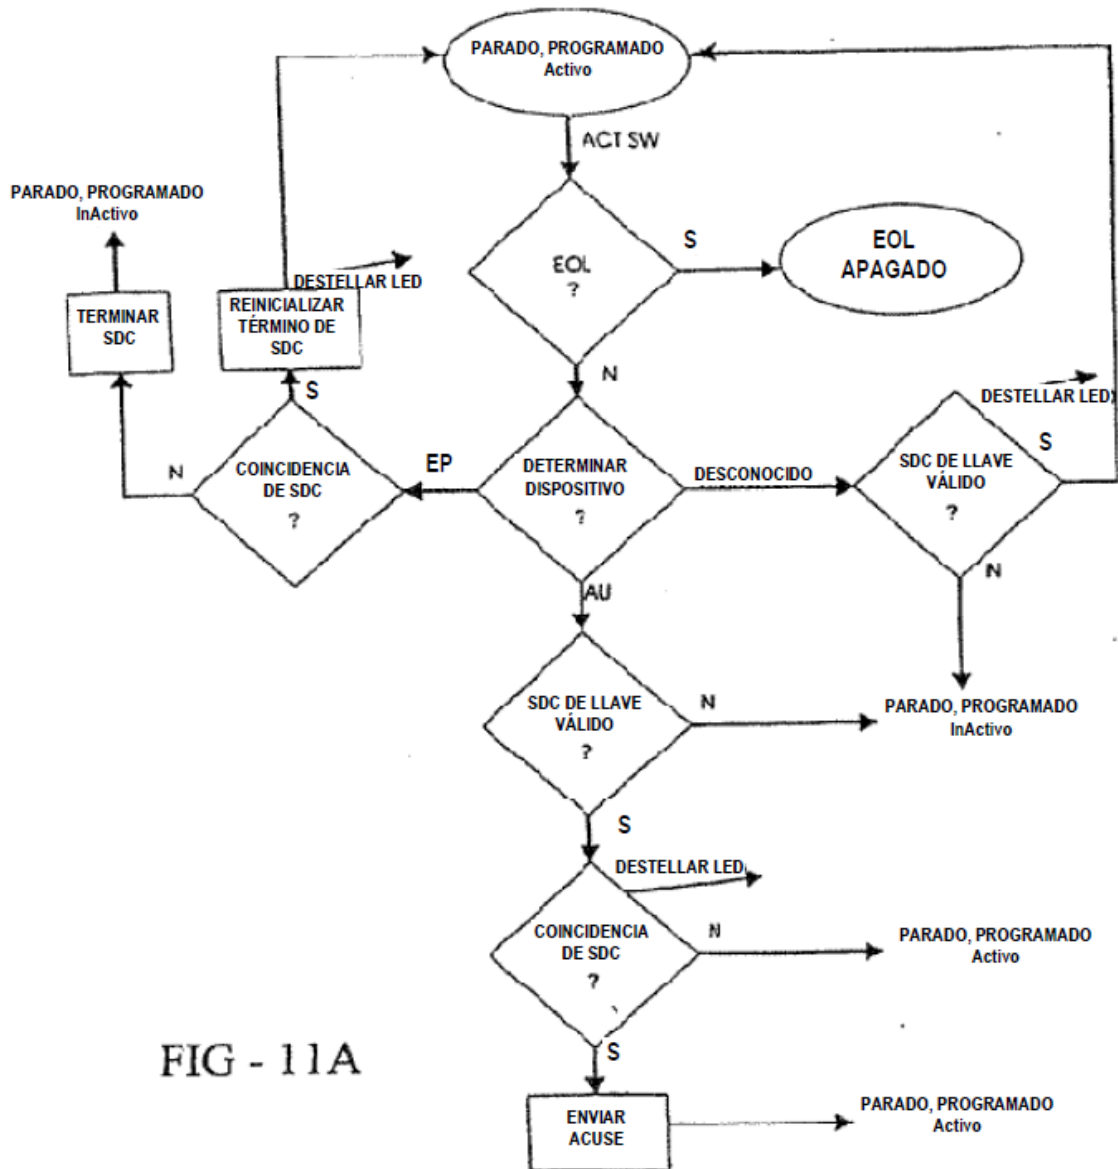 PARADO, PROGRAMADO
Activo
ACT SW
PARADO, PROGRAMADO
InActivo
EOL
?
S
EOL
APAGADO
DESTELLAR LED
TERMINAR
SDC
REINICIALIZAR
TÉRMINO DE
SDC
N
S
DESTELLAR LED
N
COINCIDENCIA
DE SDC
?
EP
DETERMINAR
DISPOSITIVO
?
DESCONOCIDO
SDC DE LLAVE
VÁLIDO
?
S
N
AU
SDC DE LLAVE
VÁLIDO
?
N
PARADO, PROGRAMADO
InActivo
S
DESTELLAR LED
COINCIDENCIA
DE SDC
?
N
PARADO, PROGRAMADO
Activo
S
FIG - 11A
ENVIAR
ACUSE
PARADO, PROGRAMADO
Activo